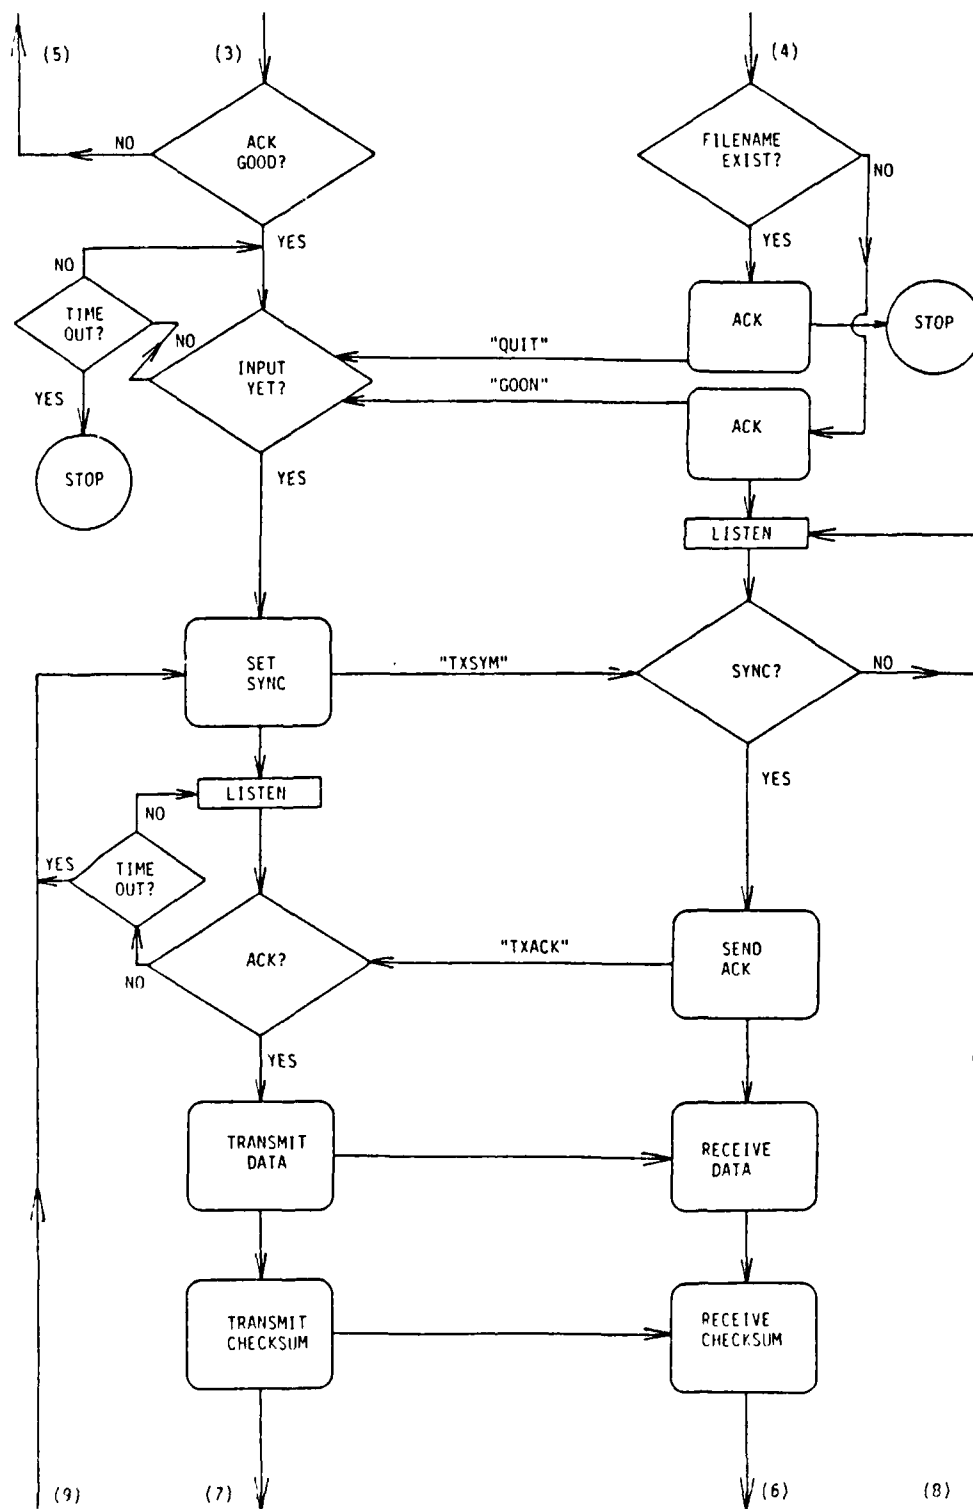 (5)
(3)
(4)
NO
ACK
GOOD?
FILENAME
EXIST?
NO
YES
YES
NO
TIME
OUT?
NO
ACK
STOP
"QUIT"
INPUT
YET?
"GOON"
YES
ACK
STOP
YES
LISTEN
SET
SYNC
"TXSYM"
SYNC?
NO
YES
LISTEN
NO
YES
TIME
OUT?
"TXACK"
SEND
ACK
ACK?
NO
YES
TRANSMIT
DATA
RECEIVE
DATA
TRANSMIT
CHECKSUM
RECEIVE
CHECKSUM
(9)
(7)
(6)
(8)